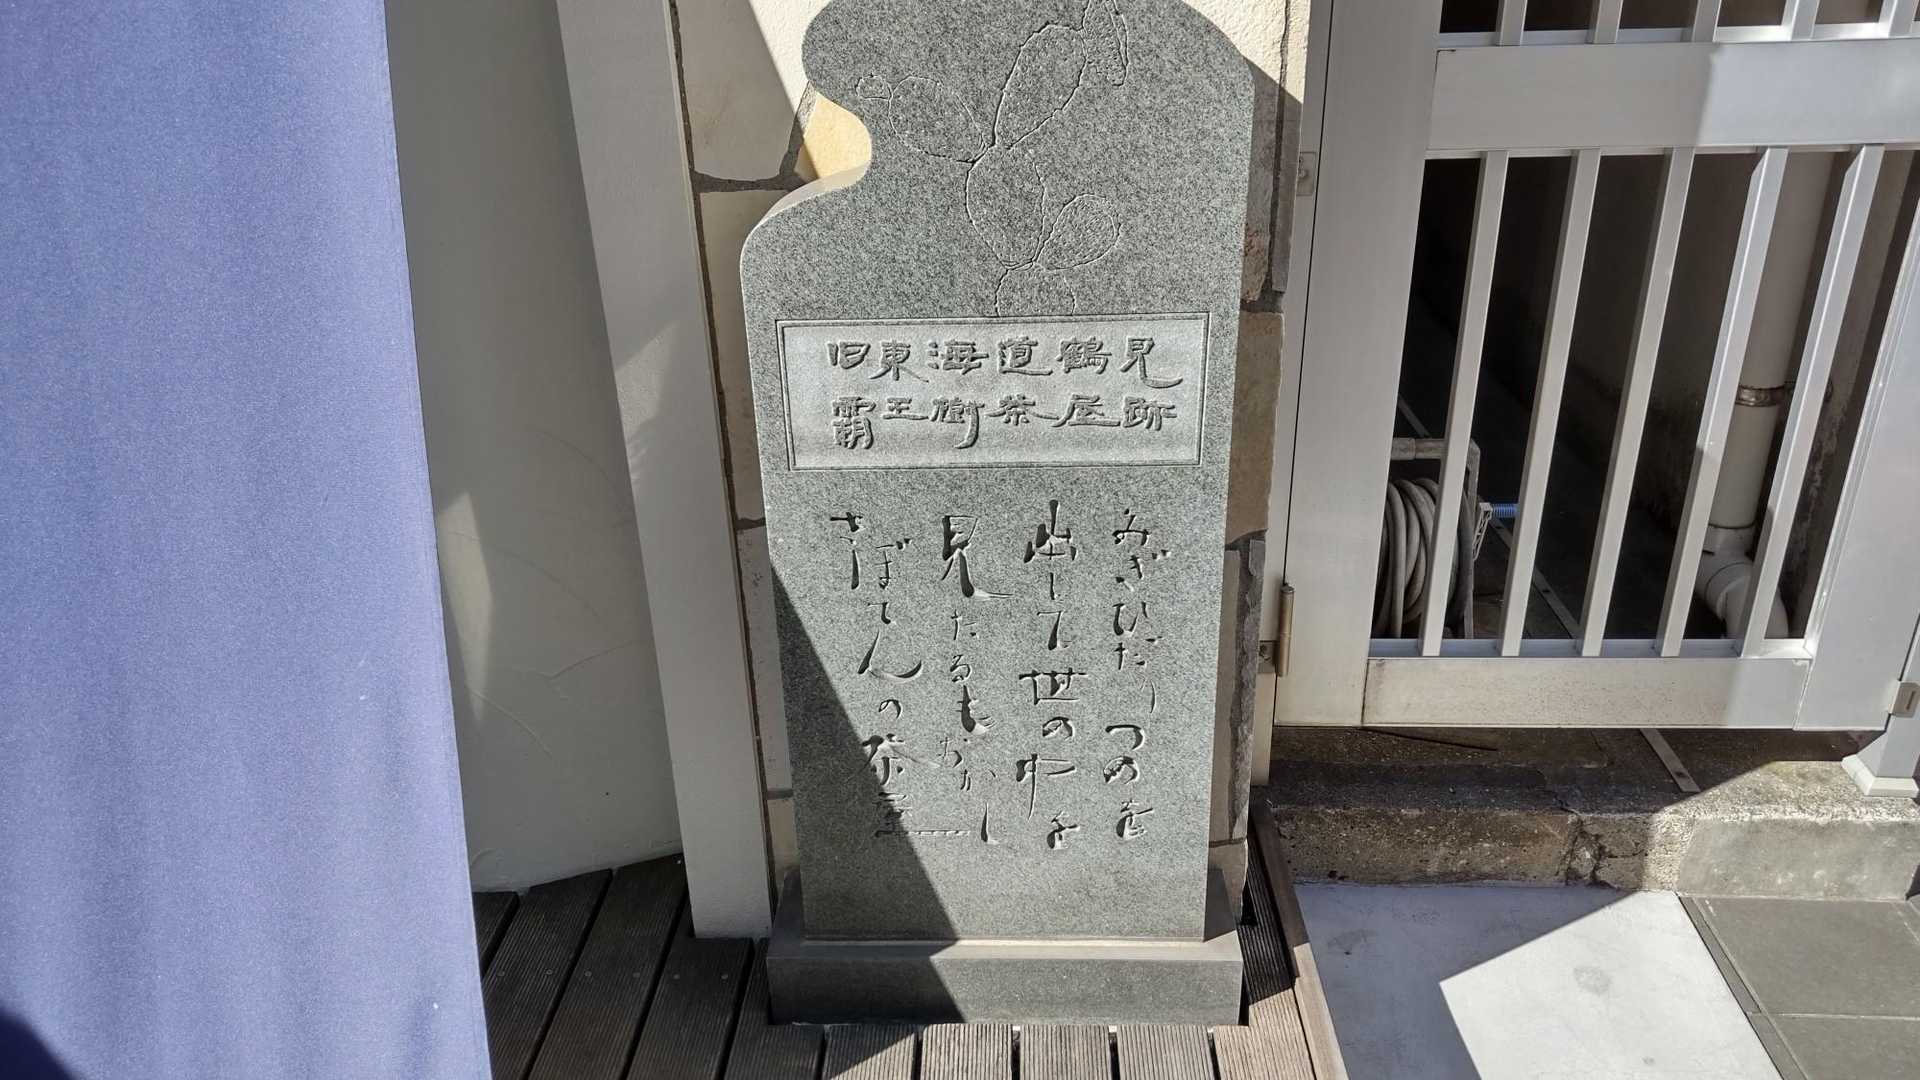 旧東海道鶴見
霸王樹茶屋跡
みぎひだりつめを
出して世の中を
見たるもおかし
さぼてんの茶屋